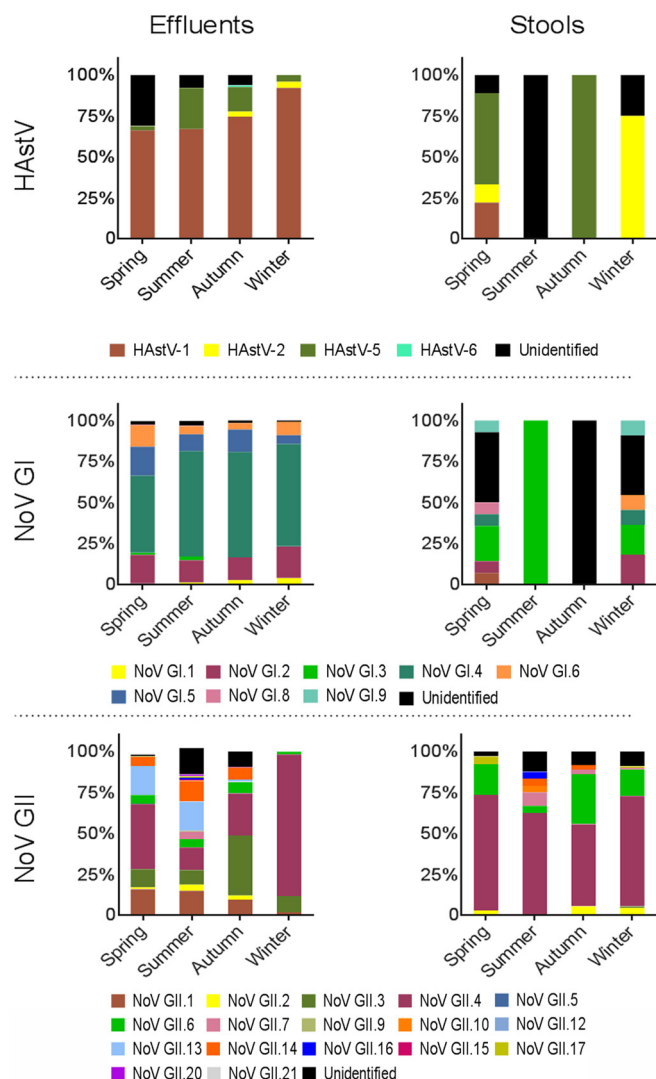 Effluents
Stools
HAstV
100%
75%
50%
25%
0
Spring
Summer
Autumn
Winter
100%
75%
50%
25%
0
Spring
Summer
Autumn
Winter
HAstV-1 HAstV-2 HAstV-5 HAstV-6 Unidentified
NoV GI
100%
75%
50%
25%
0
Spring
Summer
Autumn
Winter
100%
75%
50%
25%
0
Spring
Summer
Autumn
Winter
NoV GI.1 NoV GI.2 NoV GI.3 NoV GI.4 NoV GI.6
NoV GI.5 NoV GI.8 NoV GI.9 Unidentified
NoV GII
100%
75%
50%
25%
0
Spring
Summer
Autumn
Winter
100%
75%
50%
25%
0
Spring
Summer
Autumn
Winter
NoV GII.1 NoV GII.2 NoV GII.3 NoV GII.4 NoV GII.5
NoV GII.6 NoV GII.7 NoV GII.9 NoV GII.10 NoV GII.12
NoV GII.13 NoV GII.14 NoV GII.16 NoV GII.15 NoV GII.17
NoV GII.20 NoV GII.21 Unidentified